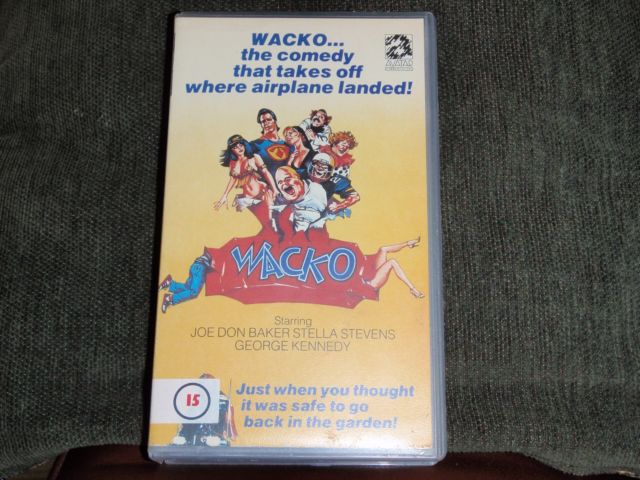 WACKO...
the comedy
that takes off
where airplane landed!
AVATAR
WACKO
Starring
JOE DON BAKER STELLA STEVENS
GEORGE KENNEDY
15
Just when you thought
it was safe to go
back in the garden!